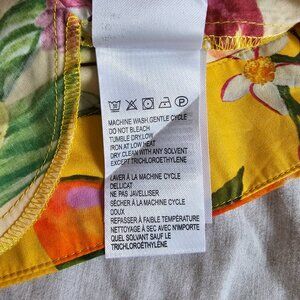 MACHINE WASH,GENTLE CYCLE
DO NOT BLEACH
TUMBLE DRY,LOW
IRON AT LOW HEAT
DRY CLEAN WITH ANY SOLVENT
EXCEPT TRICHLOROETHYLENE
LAVER À LA MACHINE CYCLE
DELLICAT
NE PAS JAVELLISER
SÉCHER À LA MACHINE CYCLE
DOUX
REPASSER À FAIBLE TEMPÉRATURE
NETTOYAGE À SEC AVEC N'IMPORTE
QUEL SOLVANT SAUF LE
TRICHLOROÉTHYLÈNE